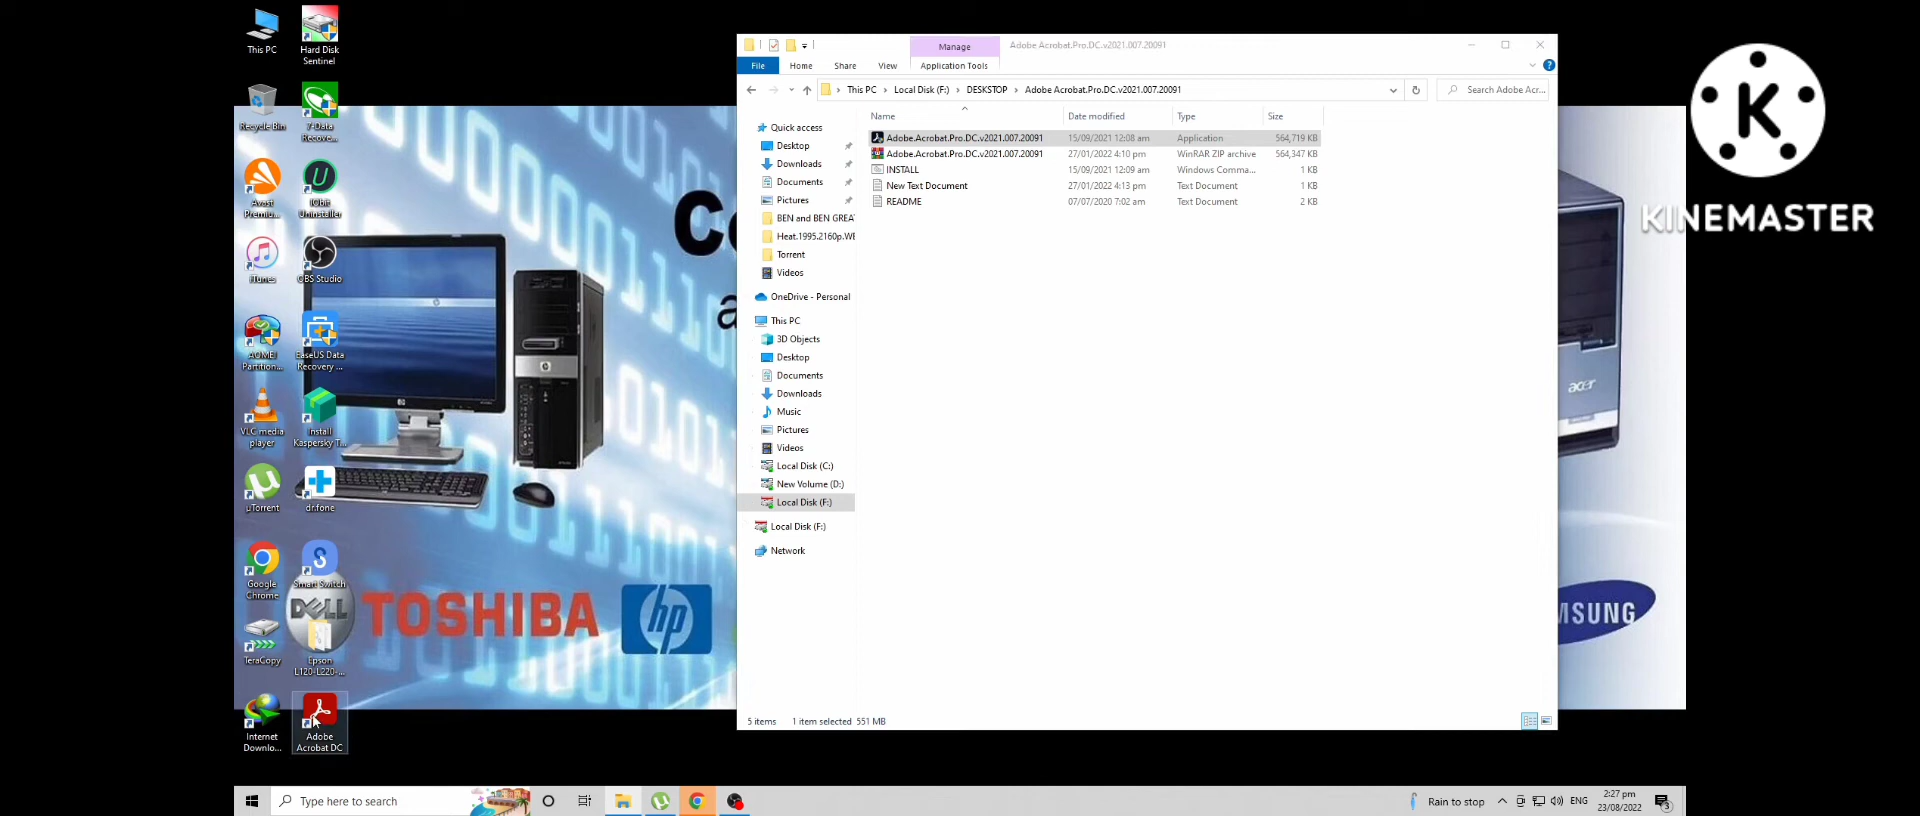 This PC
Hard Disk
Sentinel
Recycle Bin
7-Data
Recove...
Avast
Premiu...
IObit
Uninstaller
iTunes
OBS Studio
AOMEI
Partition...
EaseUS Data
Recovery ...
VLC media
player
Install
Kaspersky T...
µTorrent
dr.fone
Google
Chrome
Smart Switch
TeraCopy
Epson
L120-L220-...
Internet
Downlo...
Adobe
Acrobat DC
DELL
TOSHIBA
hp
acer
MSUNG
KINEMASTER
K
Manage
Adobe Acrobat.Pro.DC.v2021.007.20091
File
Home
Share
View
Application Tools
This PC > Local Disk (F:) > DESKSTOP > Adobe Acrobat.Pro.DC.v2021.007.20091
Search Adobe Acr...
Name
Date modified
Type
Size
Adobe.Acrobat.Pro.DC.v2021.007.20091 15/09/2021 12:08 am Application 564,719 KB
Adobe.Acrobat.Pro.DC.v2021.007.20091 27/01/2022 4:10 pm WinRAR ZIP archive 564,347 KB
INSTALL 15/09/2021 12:09 am Windows Comma... 1 KB
New Text Document 27/01/2022 4:13 pm Text Document 1 KB
README 07/07/2020 7:02 am Text Document 2 KB
Quick access
Desktop
Downloads
Documents
Pictures
BEN and BEN GREA
Heat.1995.2160p.WE
Torrent
Videos
OneDrive - Personal
This PC
3D Objects
Desktop
Documents
Downloads
Music
Pictures
Videos
Local Disk (C:)
New Volume (D:)
Local Disk (F:)
Local Disk (F:)
Network
5 items
1 item selected 551 MB
Type here to search
Rain to stop
ENG
2:27 pm
23/08/2022
3